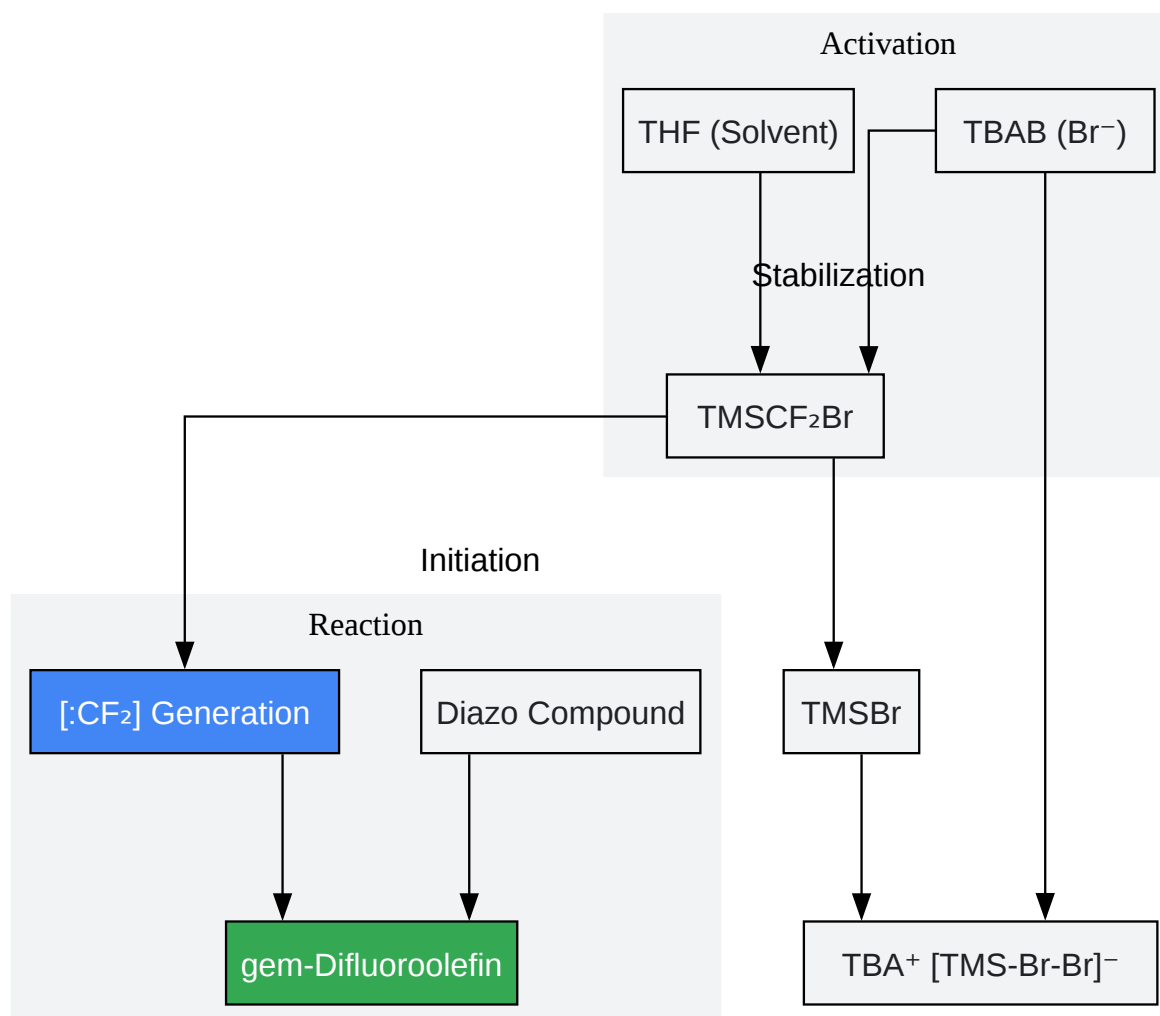 Activation
THF (Solvent)
TBAB (Br⁻)
Stabilization
TMSCF₂Br
Initiation
Reaction
[:CF₂] Generation
Diazo Compound
TMSBr
gem-Difluoroolefin
TBA⁺ [TMS-Br-Br]⁻